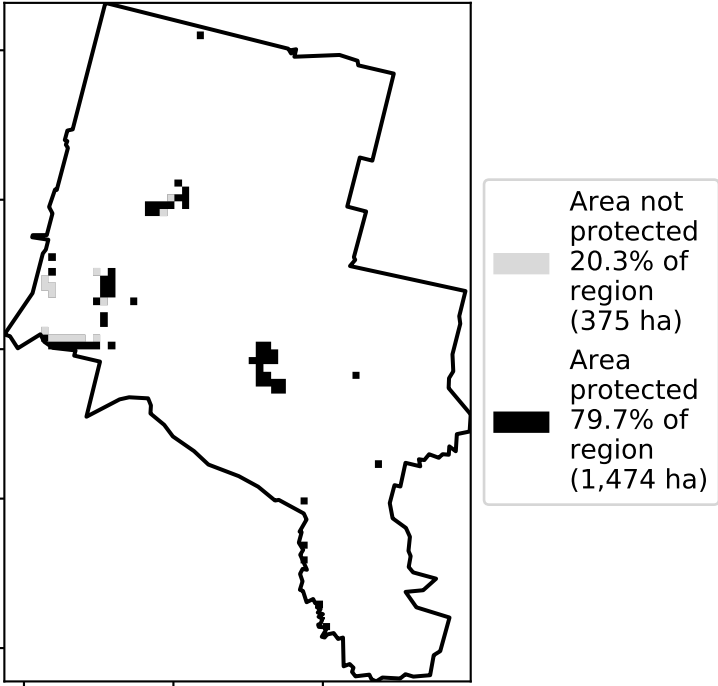 Area not
protected
20.3% of
region
(375 ha)
Area
protected
79.7% of
region
(1,474 ha)